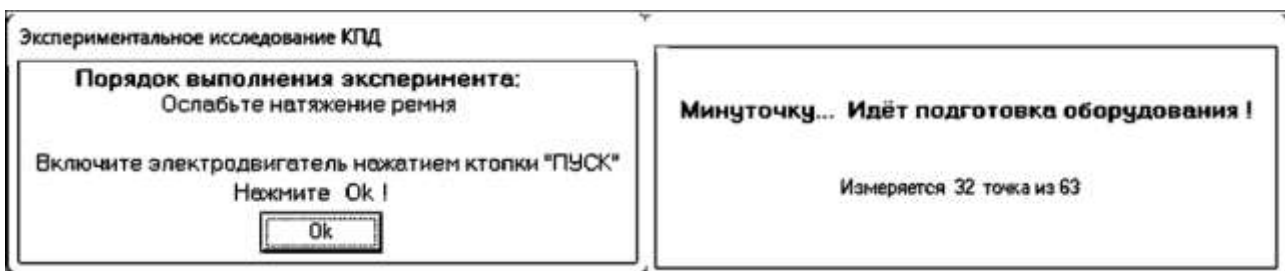 Экспериментальное исследование КПД
Порядок выполнения эксперимента:
Ослабьте натяжение ремня
Включите электродвигатель нажатием ктопки "ПУСК"
Нажмите Ok !
Ok
Минуточку... Идёт подготовка оборудования !
Измеряется 32 точка из 63